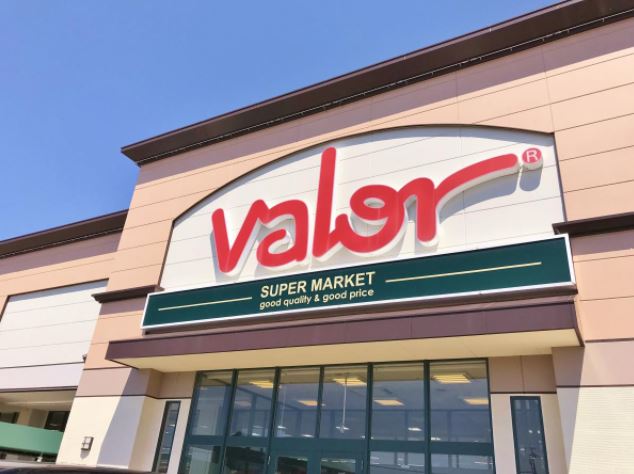 valor®
SUPER MARKET
good quality & good price